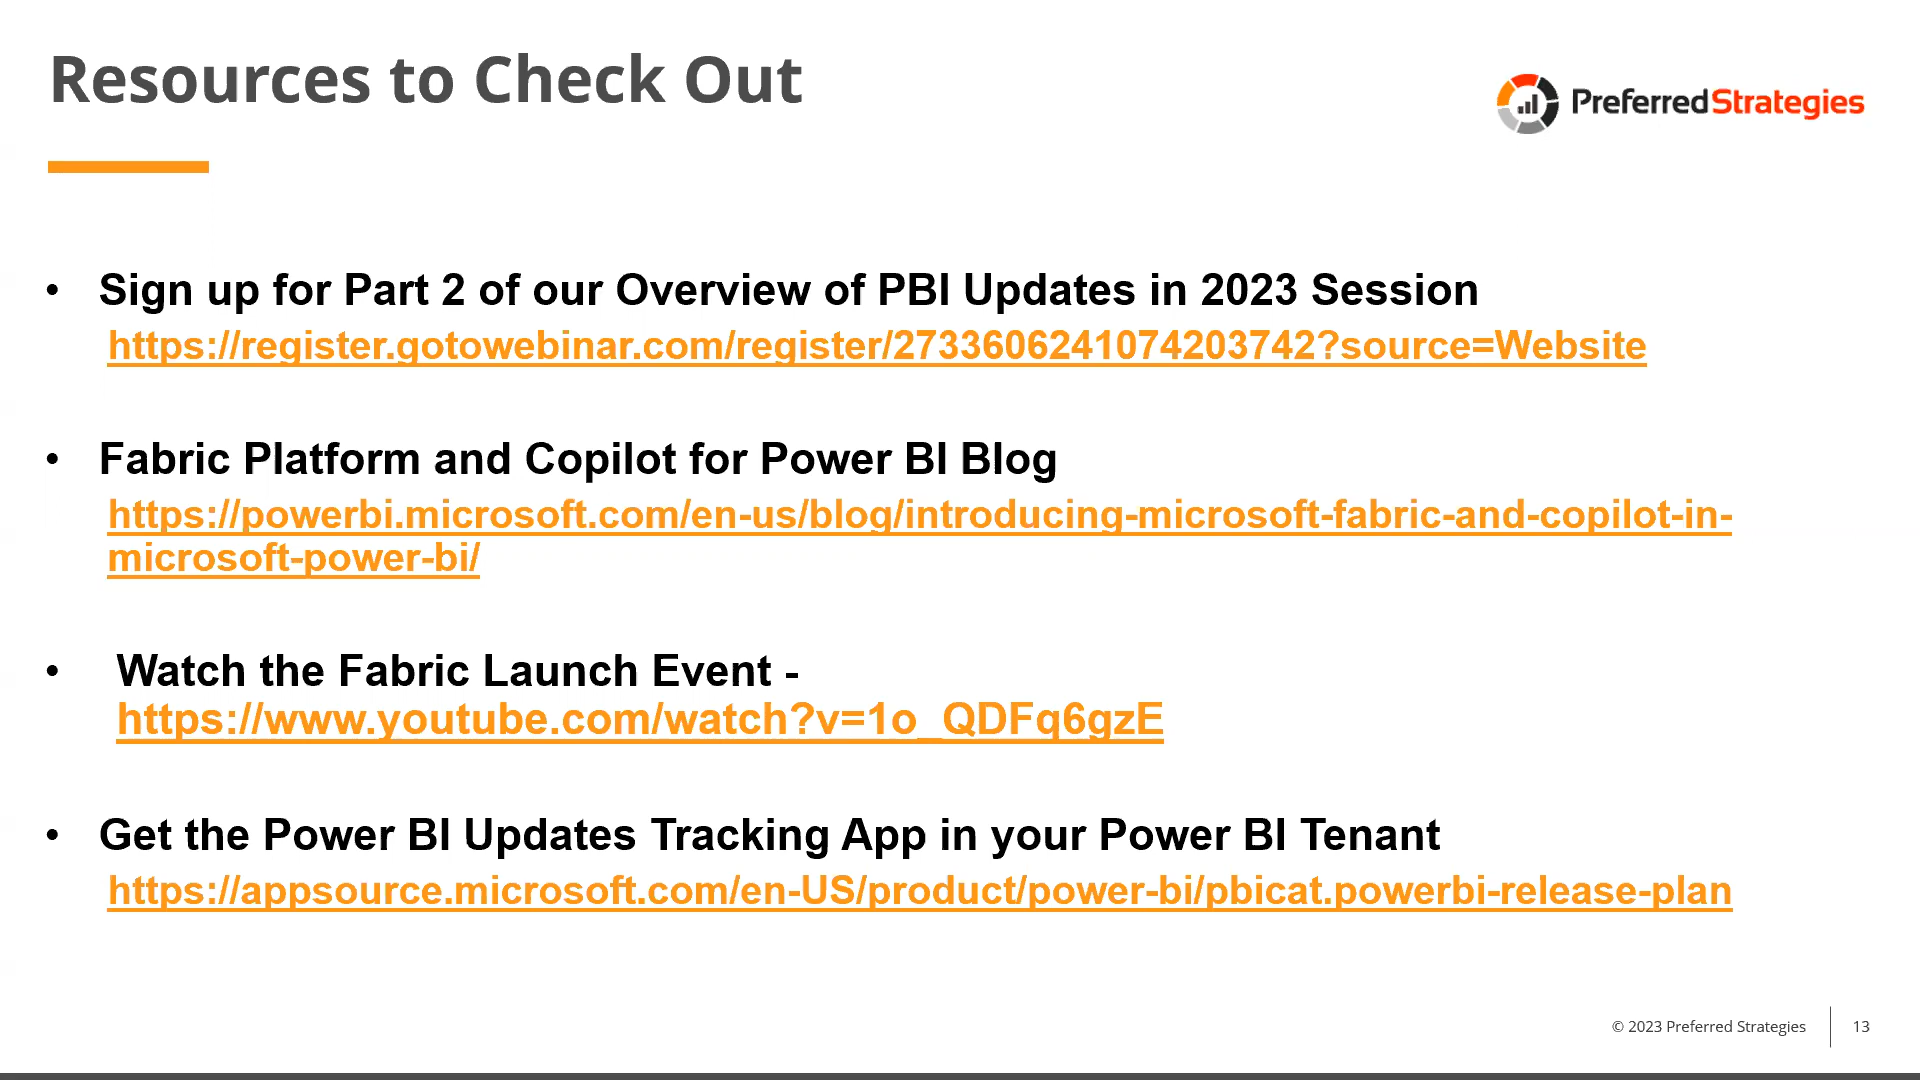 Resources to Check Out
PreferredStrategies
• Sign up for Part 2 of our Overview of PBI Updates in 2023 Session
https://register.gotowebinar.com/register/2733606241074203742?source=Website
• Fabric Platform and Copilot for Power BI Blog
https://powerbi.microsoft.com/en-us/blog/introducing-microsoft-fabric-and-copilot-in-
microsoft-power-bi/
• Watch the Fabric Launch Event -
https://www.youtube.com/watch?v=1o_QDFq6gzE
• Get the Power BI Updates Tracking App in your Power BI Tenant
https://appsource.microsoft.com/en-US/product/power-bi/pbicat.powerbi-release-plan
© 2023 Preferred Strategies
13